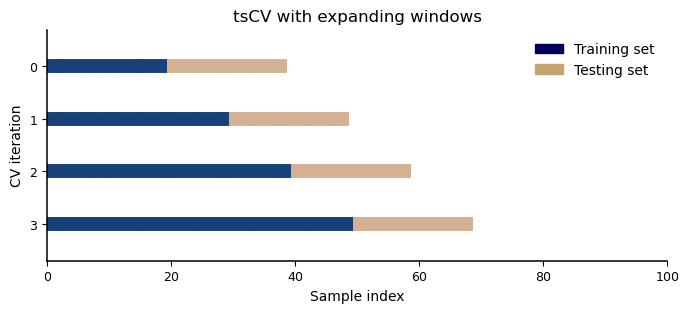 tsCV with expanding windows
Training set
Testing set
CV iteration
0
1
2
3
0 20 40 60 80 100
Sample index